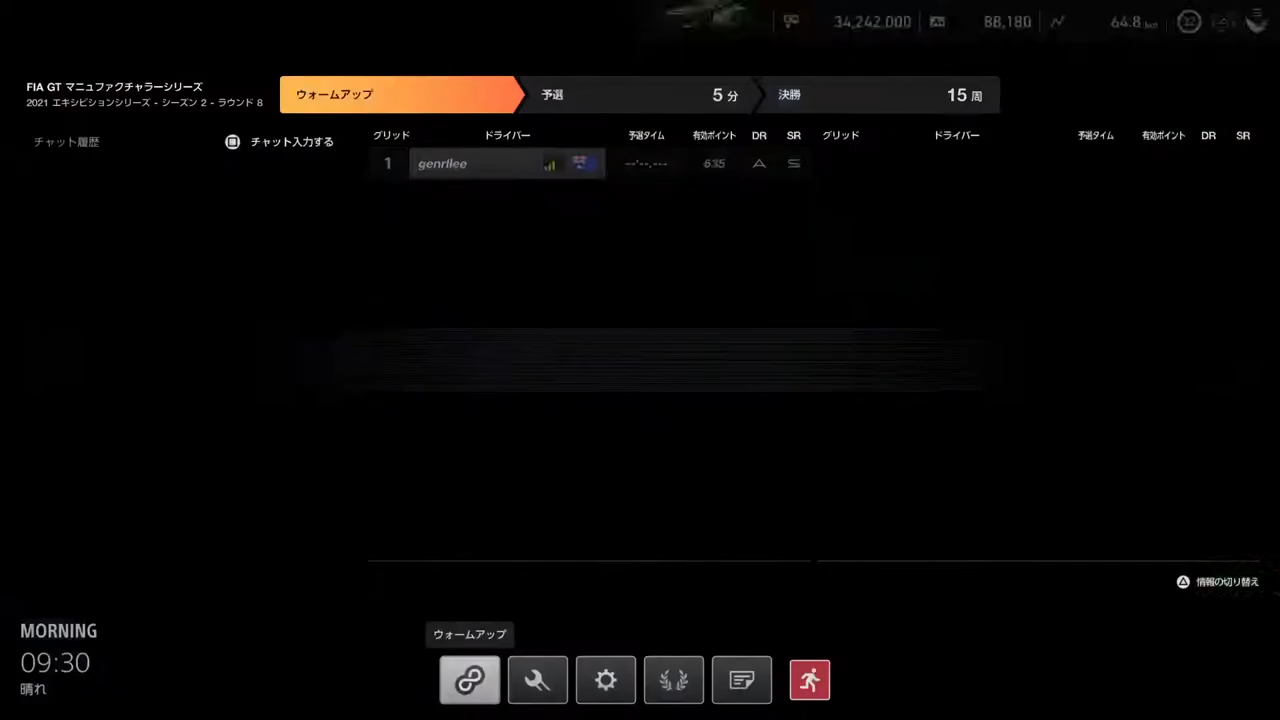 34,242,000 88,180 64.8 km
FIA GT マニュファクチャラーシリーズ
2021 エキシビションシリーズ - シーズン 2 - ラウンド 8
ウォームアップ 予選 5 分 決勝 15 周
チャット履歴 チャット入力する
グリッド ドライバー 予選タイム 有効ポイント DR SR グリッド ドライバー 予選タイム 有効ポイント DR SR
1 genrllee --'--.--- 635 A S
情報の切り替え
MORNING
09:30
晴れ
ウォームアップ